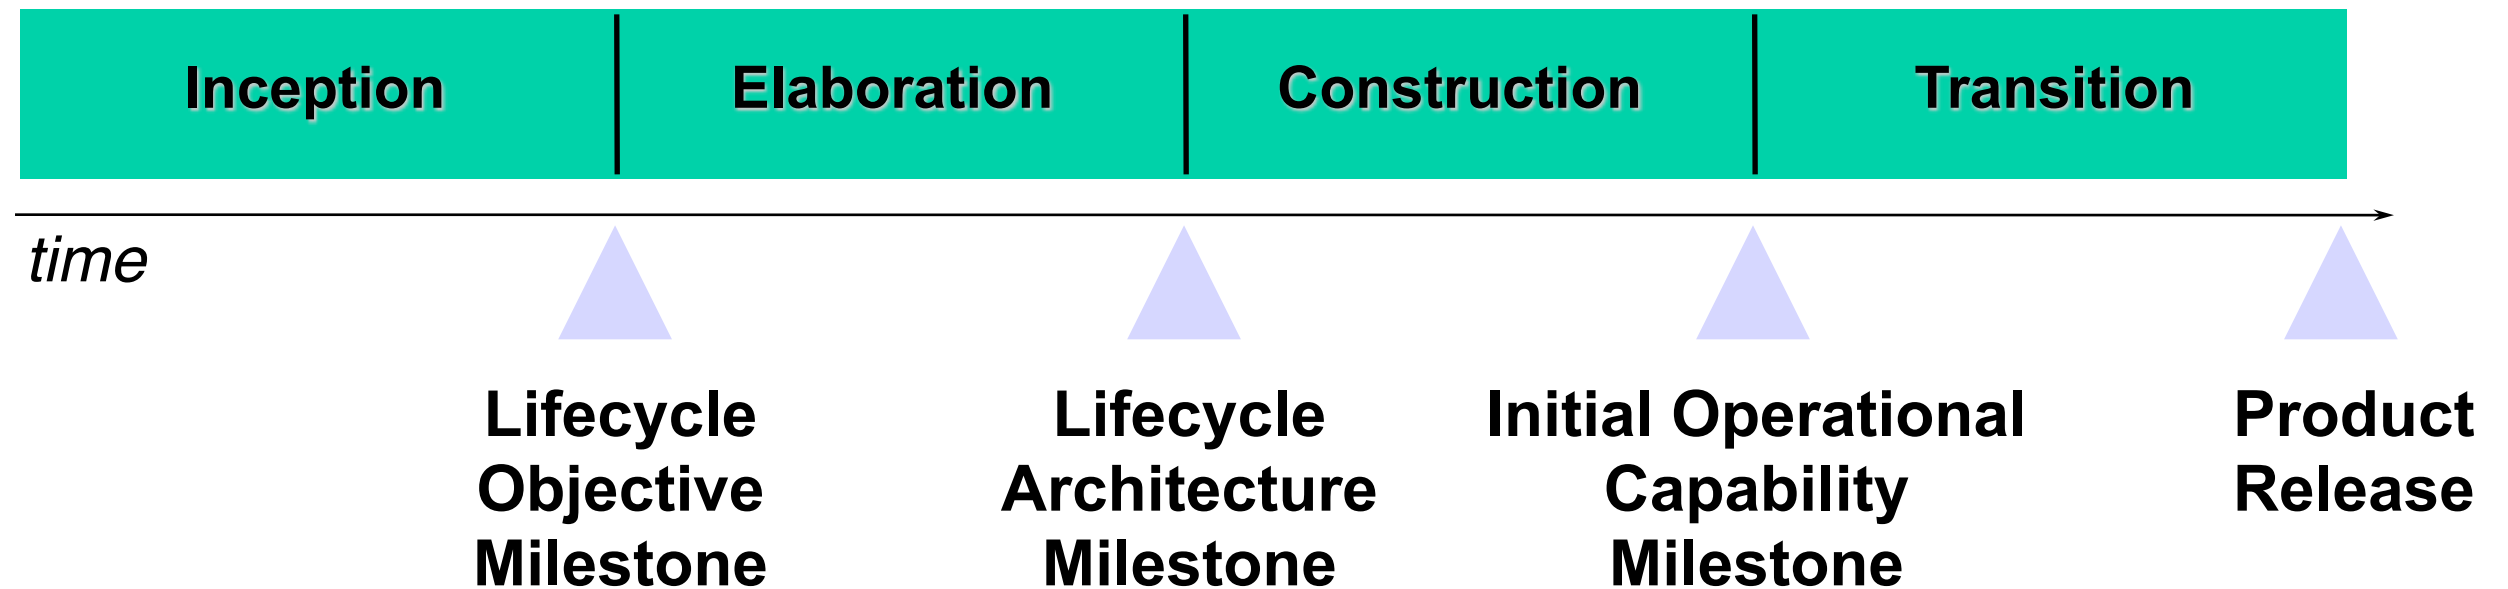 Inception Elaboration Construction Transition
time
Lifecycle
Objective
Milestone
Lifecycle
Architecture
Milestone
Initial Operational
Capability
Milestone
Product
Release